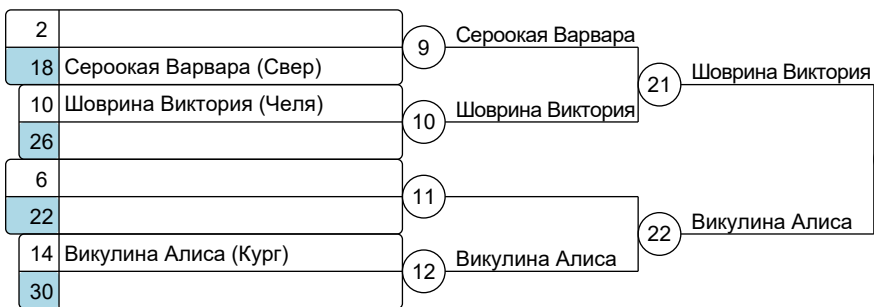 2
9
Сероокая Варвара
18 Сероокая Варвара (Свер)
21
Шоврина Виктория
10 Шоврина Виктория (Челя)
10
Шоврина Виктория
26
6
11
22
22
Викулина Алиса
14 Викулина Алиса (Кург)
12
Викулина Алиса
30